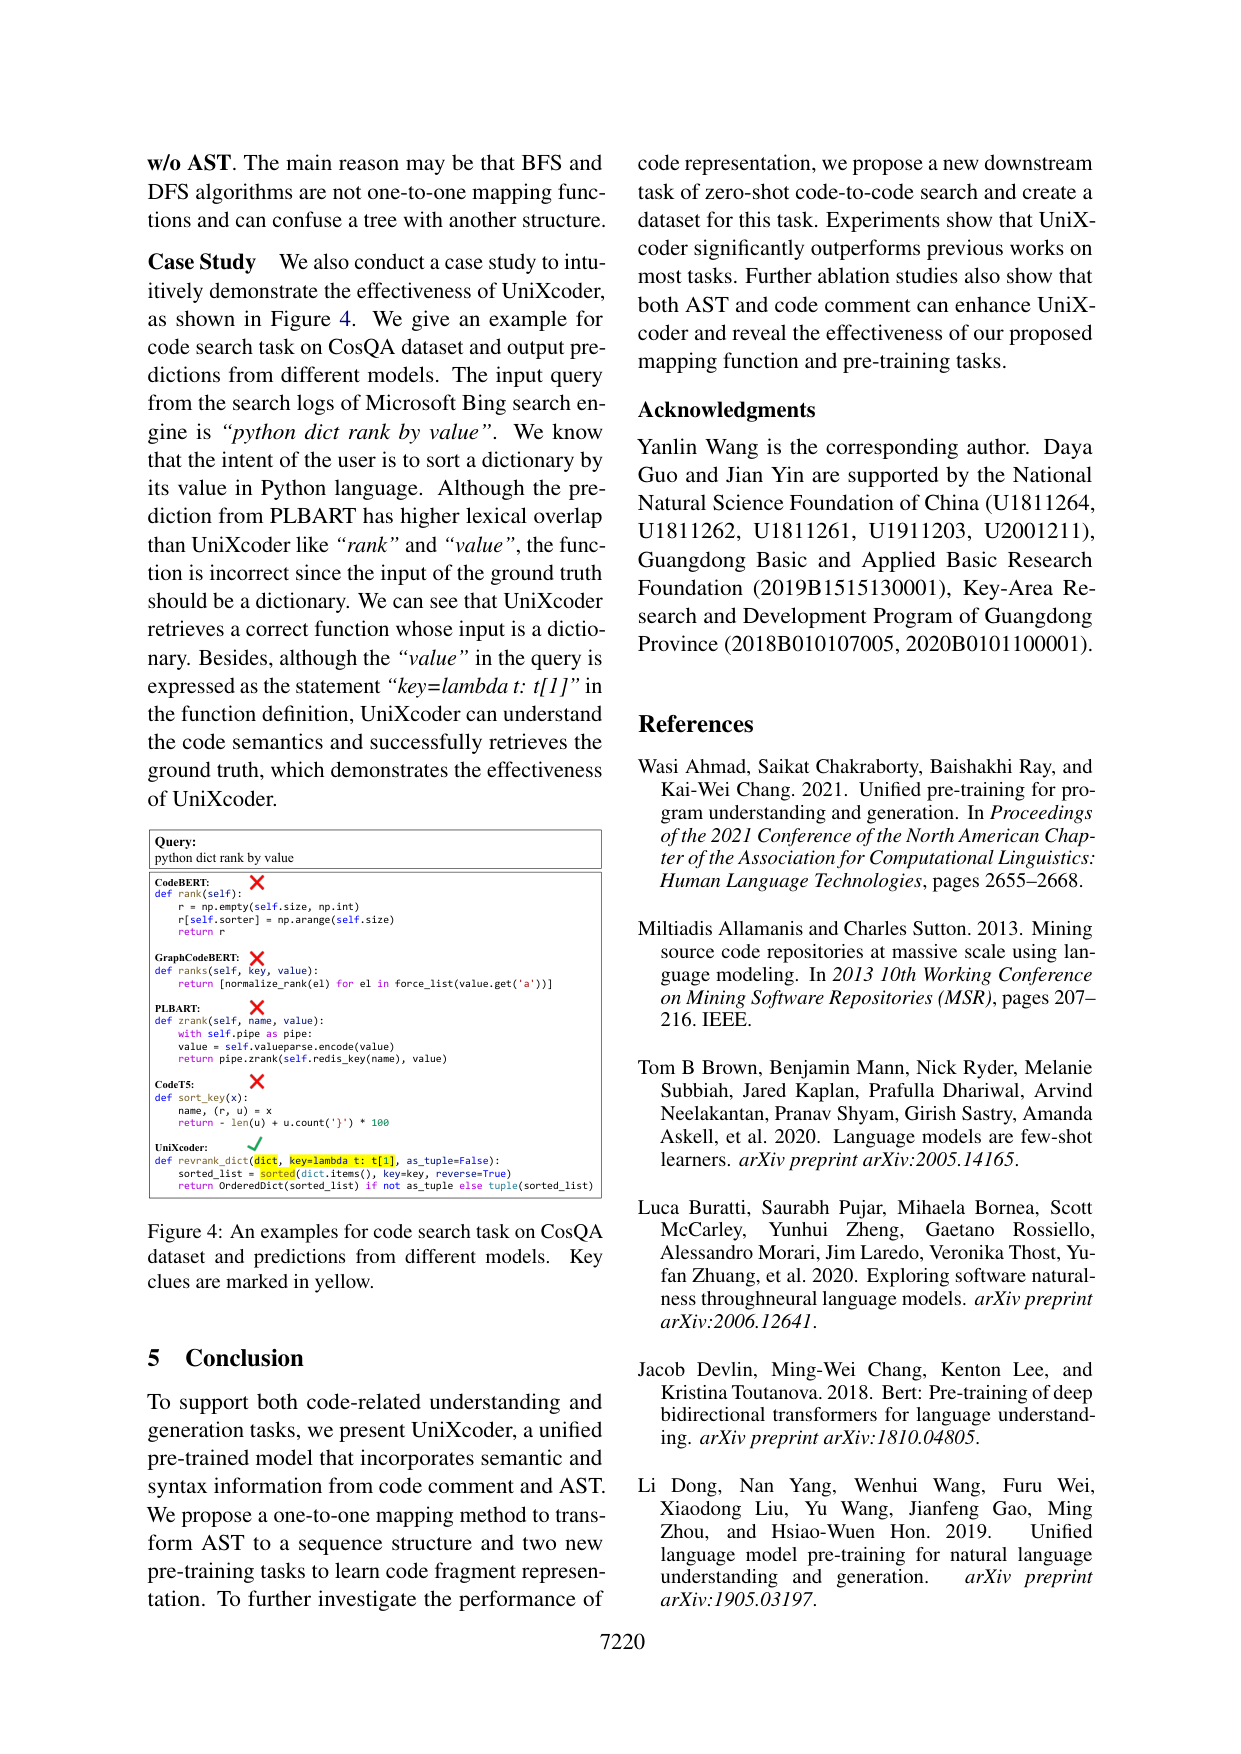 w/o AST. The main reason may be that BFS and
DFS algorithms are not one-to-one mapping func-
tions and can confuse a tree with another structure.
Case Study We also conduct a case study to intu-
itively demonstrate the effectiveness of UniXcoder,
as shown in Figure 4. We give an example for
code search task on CosQA dataset and output pre-
dictions from different models. The input query
from the search logs of Microsoft Bing search en-
gine is “python dict rank by value”. We know
that the intent of the user is to sort a dictionary by
its value in Python language. Although the pre-
diction from PLBART has higher lexical overlap
than UniXcoder like “rank” and “value”, the func-
tion is incorrect since the input of the ground truth
should be a dictionary. We can see that UniXcoder
retrieves a correct function whose input is a dictio-
nary. Besides, although the “value” in the query is
expressed as the statement “key=lambda t: t[1]” in
the function definition, UniXcoder can understand
the code semantics and successfully retrieves the
ground truth, which demonstrates the effectiveness
of UniXcoder.
Query:
python dict rank by value
CodeBERT:
def rank(self):
    r = np.empty(self.size, np.int)
    r[self.sorter] = np.arange(self.size)
    return r
GraphCodeBERT:
def ranks(self, key, value):
    return [normalize_rank(el) for el in force_list(value.get('a'))]
PLBART:
def zrank(self, name, value):
    with self.pipe as pipe:
    value = self.valueparse.encode(value)
    return pipe.zrank(self.redis_key(name), value)
CodeT5:
def sort_key(x):
    name, (r, u) = x
    return - len(u) + u.count('}') * 100
UniXcoder:
def revrank_dict(dict, key=lambda t: t[1], as_tuple=False):
    sorted_list = sorted(dict.items(), key=key, reverse=True)
    return OrderedDict(sorted_list) if not as_tuple else tuple(sorted_list)
Figure 4: An examples for code search task on CosQA
dataset and predictions from different models. Key
clues are marked in yellow.
5 Conclusion
To support both code-related understanding and
generation tasks, we present UniXcoder, a unified
pre-trained model that incorporates semantic and
syntax information from code comment and AST.
We propose a one-to-one mapping method to trans-
form AST to a sequence structure and two new
pre-training tasks to learn code fragment represen-
tation. To further investigate the performance of
code representation, we propose a new downstream
task of zero-shot code-to-code search and create a
dataset for this task. Experiments show that UniX-
coder significantly outperforms previous works on
most tasks. Further ablation studies also show that
both AST and code comment can enhance UniX-
coder and reveal the effectiveness of our proposed
mapping function and pre-training tasks.
Acknowledgments
Yanlin Wang is the corresponding author. Daya
Guo and Jian Yin are supported by the National
Natural Science Foundation of China (U1811264,
U1811262, U1811261, U1911203, U2001211),
Guangdong Basic and Applied Basic Research
Foundation (2019B1515130001), Key-Area Re-
search and Development Program of Guangdong
Province (2018B010107005, 2020B0101100001).
References
Wasi Ahmad, Saikat Chakraborty, Baishakhi Ray, and
Kai-Wei Chang. 2021. Unified pre-training for pro-
gram understanding and generation. In Proceedings
of the 2021 Conference of the North American Chap-
ter of the Association for Computational Linguistics:
Human Language Technologies, pages 2655–2668.
Miltiadis Allamanis and Charles Sutton. 2013. Mining
source code repositories at massive scale using lan-
guage modeling. In 2013 10th Working Conference
on Mining Software Repositories (MSR), pages 207–
216. IEEE.
Tom B Brown, Benjamin Mann, Nick Ryder, Melanie
Subbiah, Jared Kaplan, Prafulla Dhariwal, Arvind
Neelakantan, Pranav Shyam, Girish Sastry, Amanda
Askell, et al. 2020. Language models are few-shot
learners. arXiv preprint arXiv:2005.14165.
Luca Buratti, Saurabh Pujar, Mihaela Bornea, Scott
McCarley, Yunhui Zheng, Gaetano Rossiello,
Alessandro Morari, Jim Laredo, Veronika Thost, Yu-
fan Zhuang, et al. 2020. Exploring software natural-
ness throughneural language models. arXiv preprint
arXiv:2006.12641.
Jacob Devlin, Ming-Wei Chang, Kenton Lee, and
Kristina Toutanova. 2018. Bert: Pre-training of deep
bidirectional transformers for language understand-
ing. arXiv preprint arXiv:1810.04805.
Li Dong, Nan Yang, Wenhui Wang, Furu Wei,
Xiaodong Liu, Yu Wang, Jianfeng Gao, Ming
Zhou, and Hsiao-Wuen Hon. 2019. Unified
language model pre-training for natural language
understanding and generation. arXiv preprint
arXiv:1905.03197.
7220